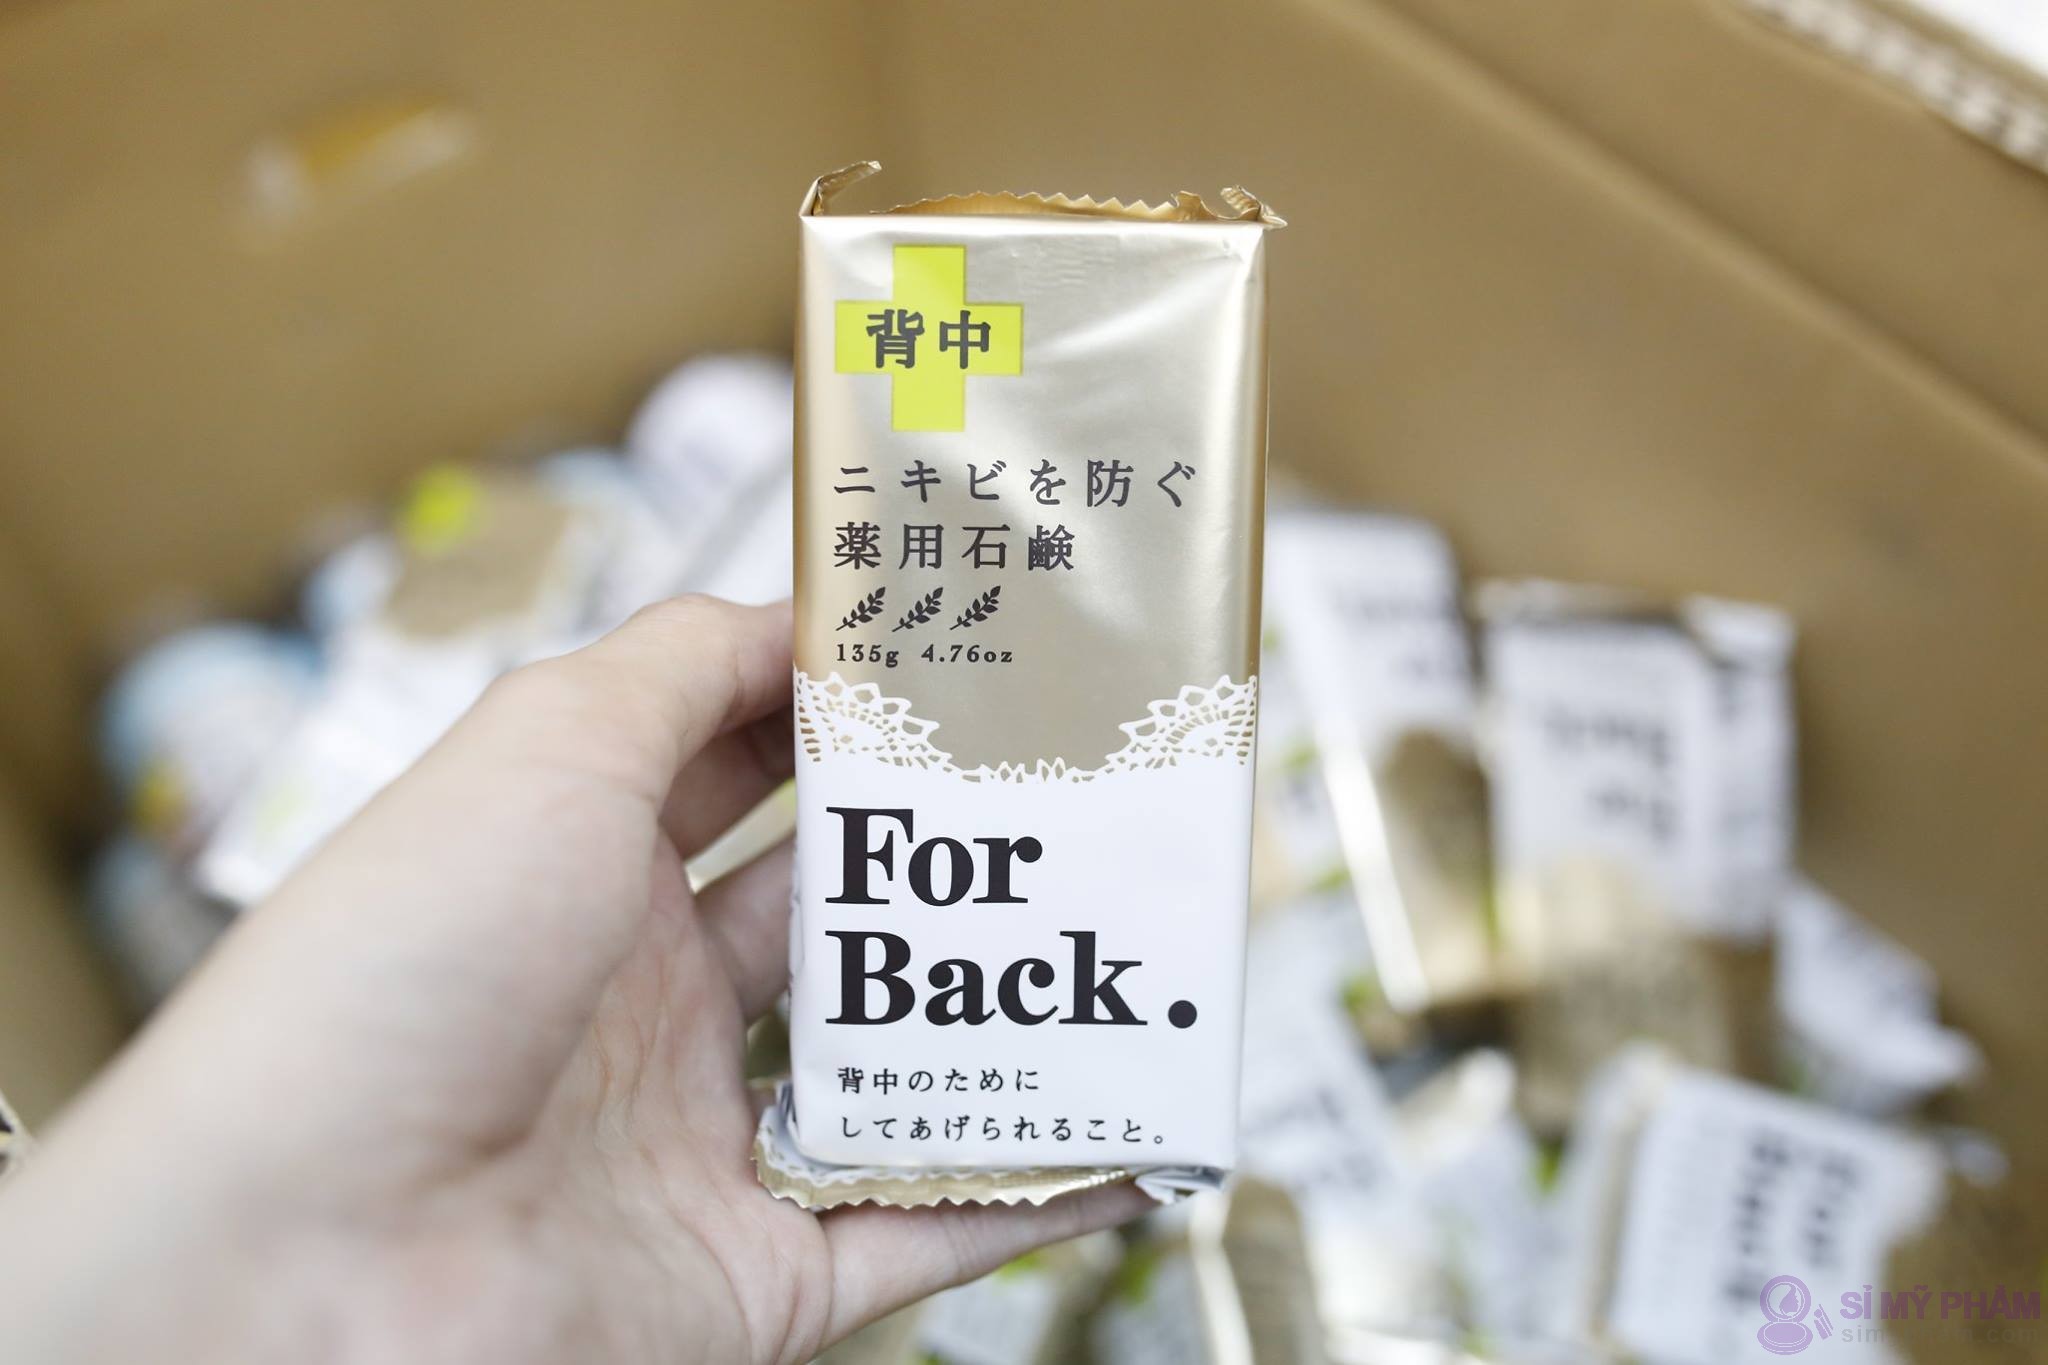 背中
ニキビを防ぐ
薬用石鹸
135g 4.76oz
For
Back.
背中のために
してあげられること。
SỈ MỸ PHẨM